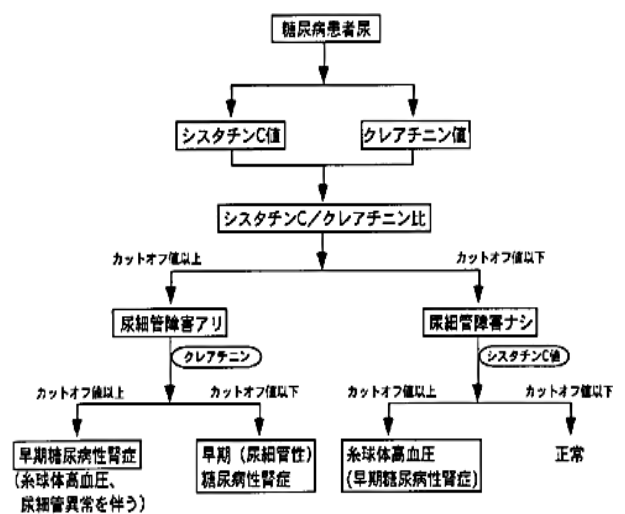 糖尿病患者尿
シスタチンC値
クレアチニン値
シスタチンC／クレアチニン比
カットオフ値以上
カットオフ値以下
尿細管障害アリ
尿細管障害ナシ
クレアチニン
シスタチンC値
カットオフ値以上
カットオフ値以下
カットオフ値以上
カットオフ値以下
早期糖尿病性腎症
(糸球体高血圧、
尿細管異常を伴う)
早期（尿細管性）
糖尿病性腎症
糸球体高血圧
(早期糖尿病性腎症)
正常